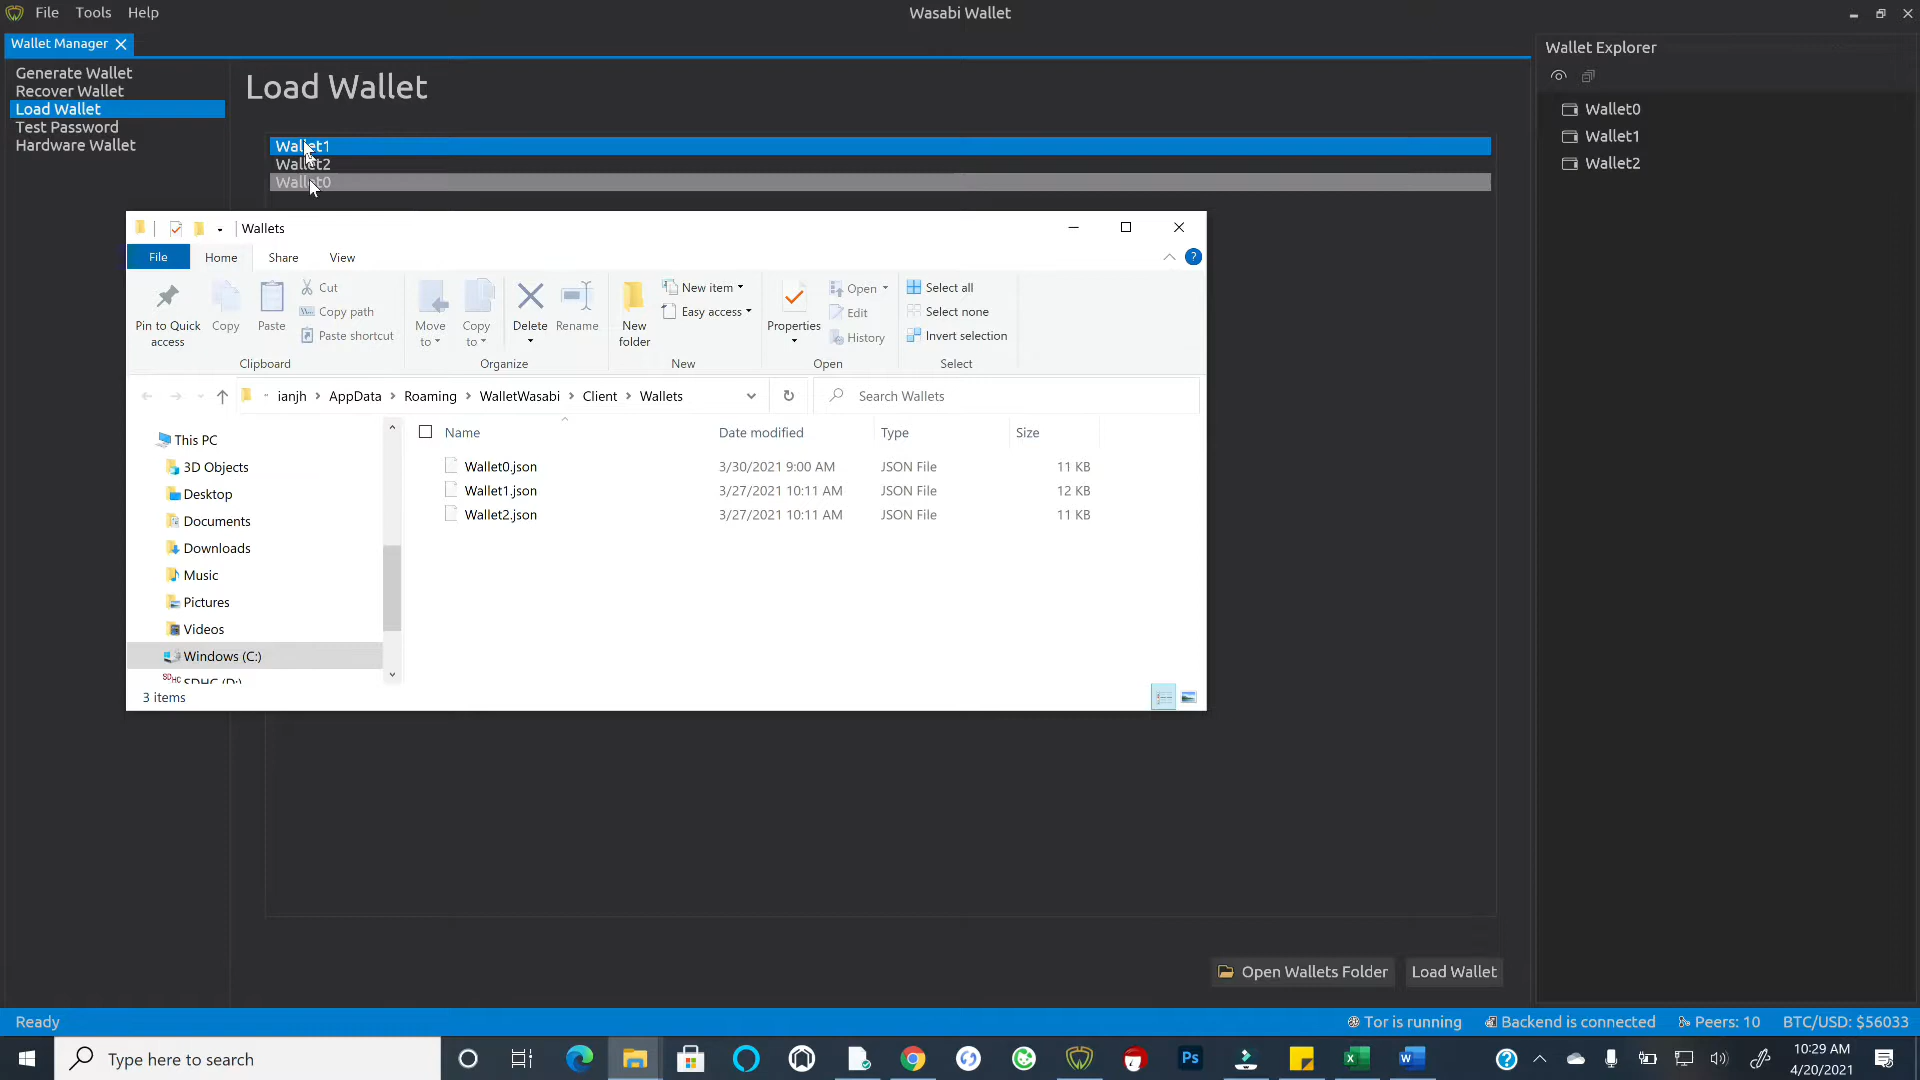 File Tools Help
Wasabi Wallet
Wallet Manager
Wallet Explorer
Generate Wallet
Recover Wallet
Load Wallet
Test Password
Hardware Wallet
Load Wallet
Wallet1
Wallet2
Wallet0
Wallet0
Wallet1
Wallet2
Wallets
File Home Share View
Pin to Quick access
Copy
Paste
Cut
Copy path
Paste shortcut
Clipboard
Move to
Copy to
Delete
Rename
Organize
New folder
New item
Easy access
New
Properties
Open
Edit
History
Open
Select all
Select none
Invert selection
Select
ianjh > AppData > Roaming > WalletWasabi > Client > Wallets
Search Wallets
This PC
3D Objects
Desktop
Documents
Downloads
Music
Pictures
Videos
Windows (C:)
SDHC (D:)
Name Date modified Type Size
Wallet0.json 3/30/2021 9:00 AM JSON File 11 KB
Wallet1.json 3/27/2021 10:11 AM JSON File 12 KB
Wallet2.json 3/27/2021 10:11 AM JSON File 11 KB
3 items
Open Wallets Folder
Load Wallet
Ready
Tor is running
Backend is connected
Peers: 10
BTC/USD: $56033
Type here to search
Ps
10:29 AM
4/20/2021